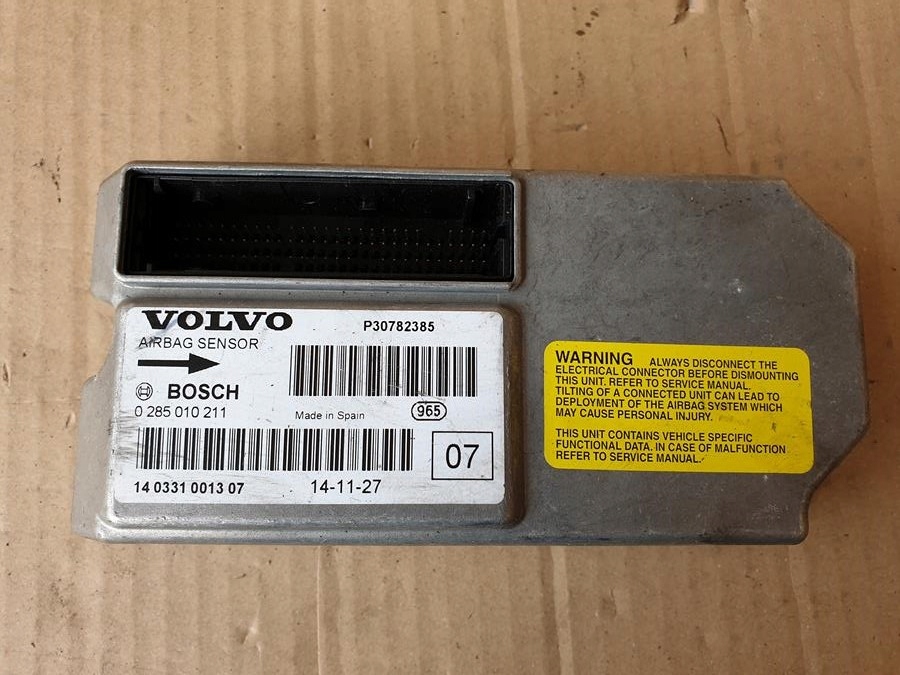 VOLVO
P30782385
AIRBAG SENSOR
BOSCH
0 285 010 211
Made in Spain
965
07
14 0331 0013 07
14-11-27
WARNING ALWAYS DISCONNECT THE
ELECTRICAL CONNECTOR BEFORE DISMOUNTING
THIS UNIT. REFER TO SERVICE MANUAL.
TILTING OF A CONNECTED UNIT CAN LEAD TO
DEPLOYMENT OF THE AIRBAG SYSTEM WHICH
MAY CAUSE PERSONAL INJURY.
THIS UNIT CONTAINS VEHICLE SPECIFIC
FUNCTIONAL DATA. IN CASE OF MALFUNCTION
REFER TO SERVICE MANUAL.